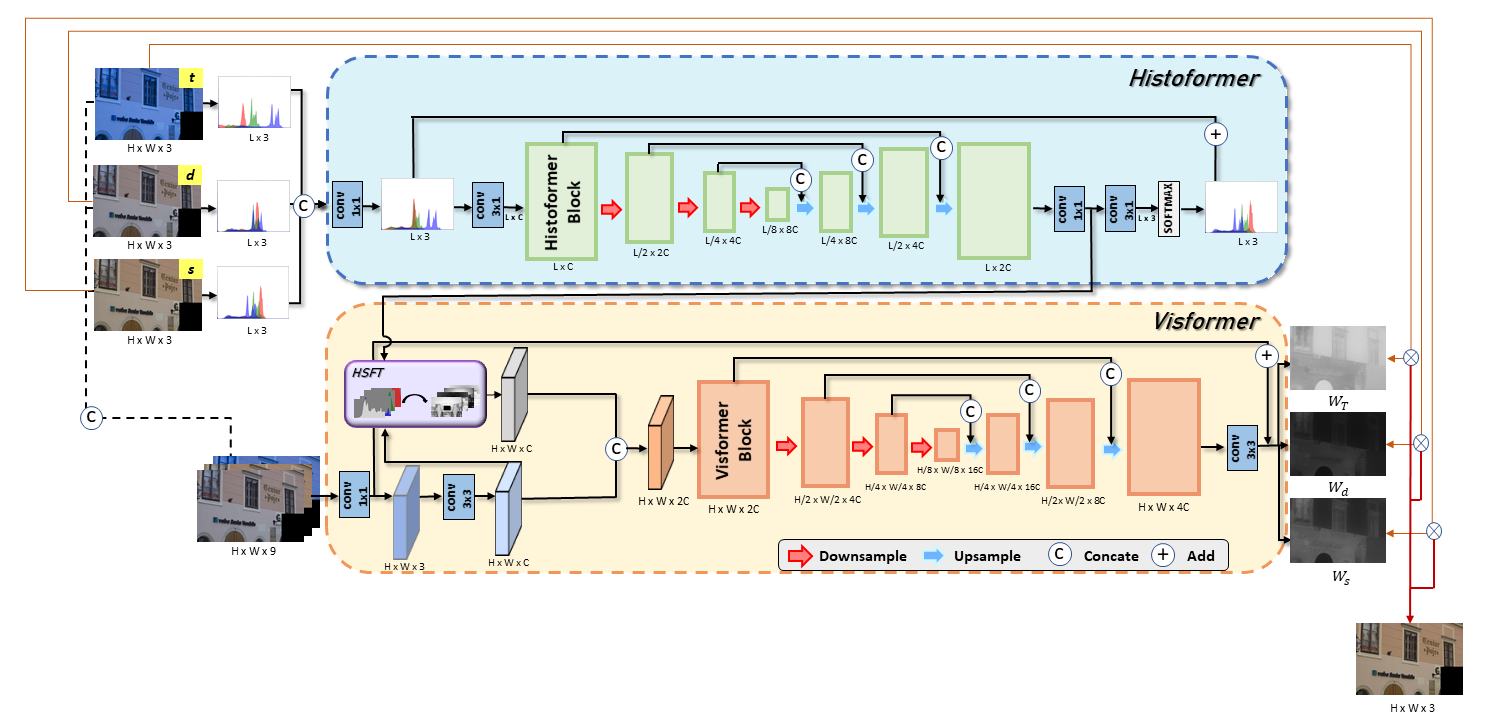 t
H x W x 3
L x 3
d
H x W x 3
L x 3
s
H x W x 3
L x 3
C
Histoformer
conv
1x1
L x 3
conv
3x1
L x C
Histoformer
Block
L x C
L/2 x 2C
L/4 x 4C
L/8 x 8C
C
L/4 x 8C
C
L/2 x 4C
C
L x 2C
conv
1x1
conv
3x1
L x 3
SOFTMAX
+
L x 3
Visformer
C
H x W x 9
conv
1x1
H x W x 3
conv
3x3
H x W x C
HSFT
H x W x C
C
H x W x 2C
Visformer
Block
H x W x 2C
H/2 x W/2 x 4C
H/4 x W/4 x 8C
H/8 x W/8 x 16C
C
H/4 x W/4 x 16C
C
H/2x W/2 x 8C
C
H x W x 4C
conv
3x3
+
W_T
W_d
W_s
Downsample
Upsample
C Concate
+ Add
H x W x 3